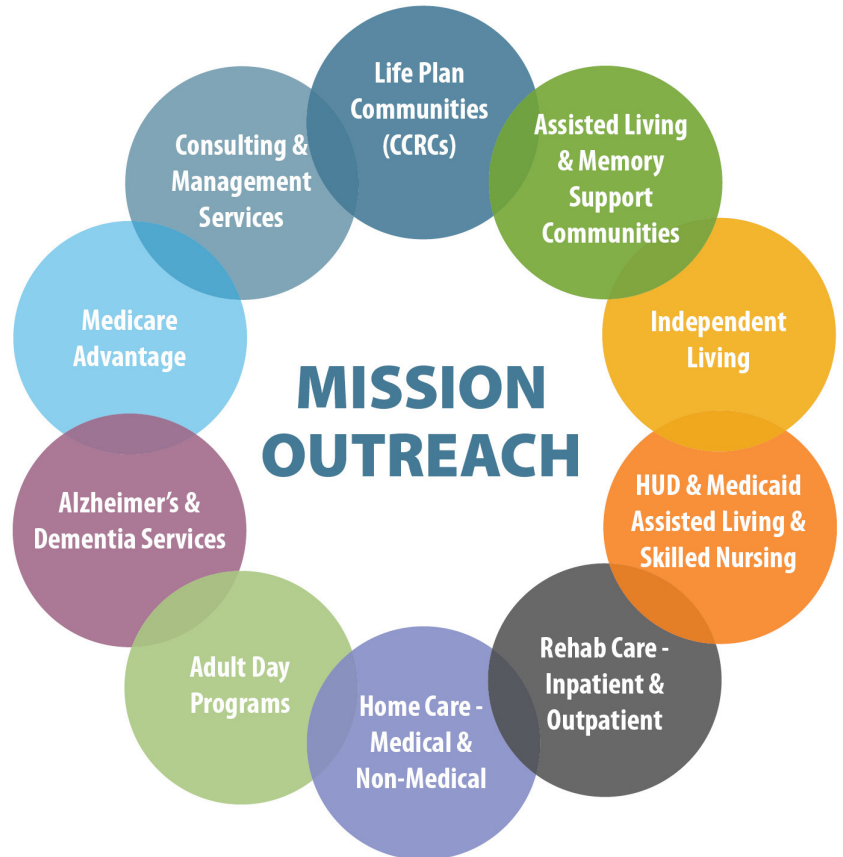 Life Plan
Communities
(CCRCs)
Assisted Living
& Memory
Support
Communities
Independent
Living
HUD & Medicaid
Assisted Living &
Skilled Nursing
Rehab Care -
Inpatient &
Outpatient
Home Care -
Medical &
Non-Medical
Adult Day
Programs
Alzheimer’s &
Dementia Services
Medicare
Advantage
Consulting &
Management
Services
MISSION
OUTREACH